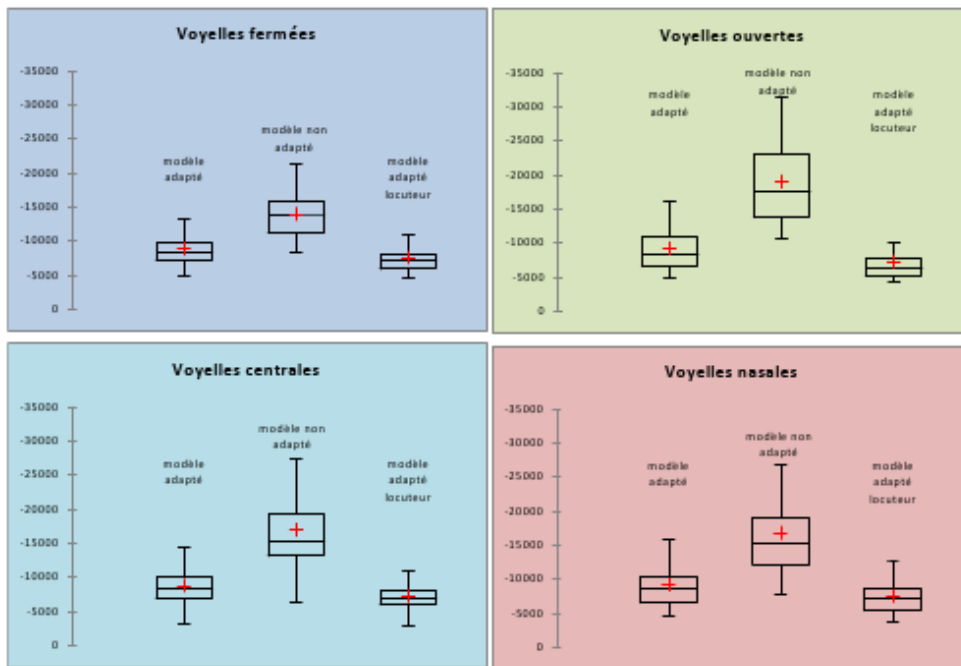 Voyelles fermées
-35000
-30000
-25000
-20000
-15000
-10000
-5000
0
modèle
adapté
modèle non
adapté
modèle
adapté
locuteur
Voyelles ouvertes
-35000
-30000
-25000
-20000
-15000
-10000
-5000
0
modèle
adapté
modèle non
adapté
modèle
adapté
locuteur
Voyelles centrales
-35000
-30000
-25000
-20000
-15000
-10000
-5000
0
modèle
adapté
modèle non
adapté
modèle
adapté
locuteur
Voyelles nasales
-35000
-30000
-25000
-20000
-15000
-10000
-5000
0
modèle
adapté
modèle non
adapté
modèle
adapté
locuteur